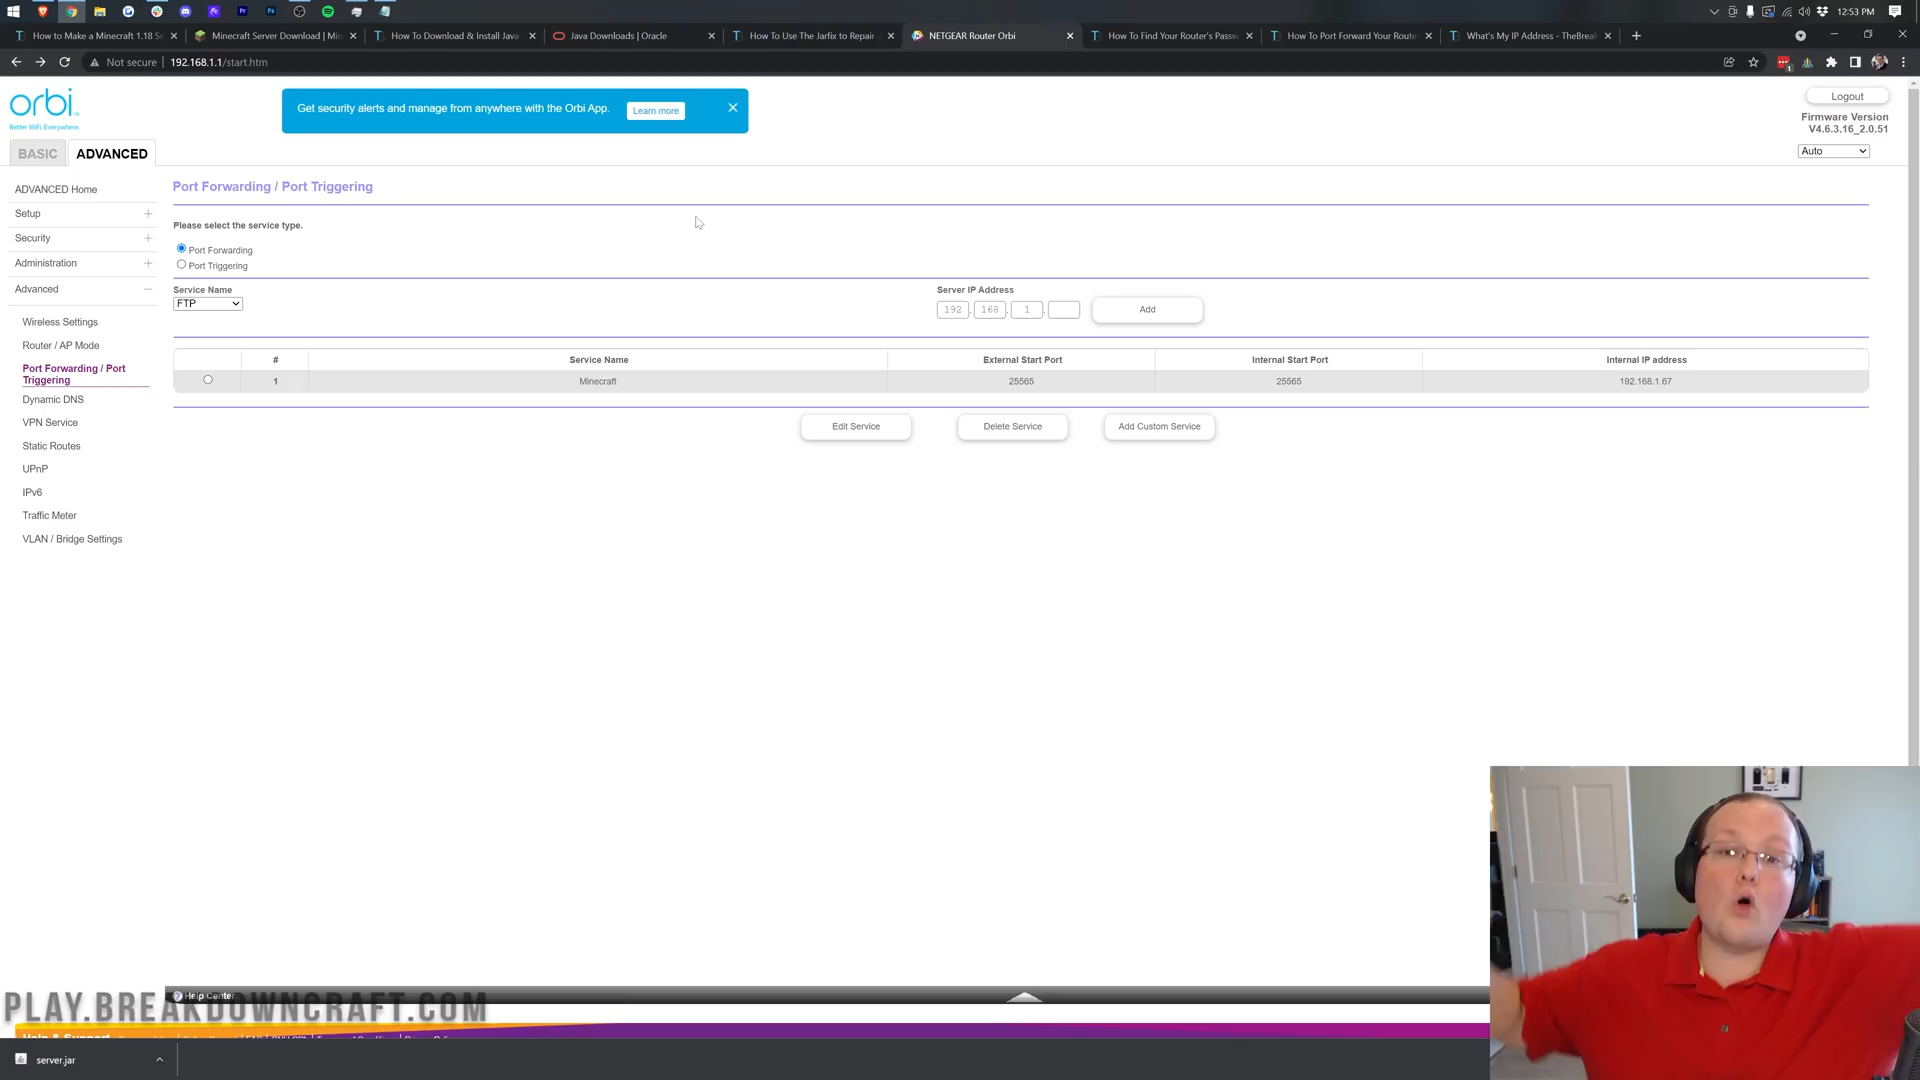 12:53 PM
How to Make a Minecraft 1.18 Se
Minecraft Server Download | Min
How To Download & Install Java
Java Downloads | Oracle
How To Use The Jarfix to Repair
NETGEAR Router Orbi
How To Find Your Router's Passw
How To Port Forward Your Route
What's My IP Address - TheBreak
Not secure | 192.168.1.1/start.htm
orbi
Better WiFi. Everywhere.
Get security alerts and manage from anywhere with the Orbi App. Learn more
Logout
Firmware Version
V4.6.3.16_2.0.51
Auto
BASIC ADVANCED
ADVANCED Home
Setup
Security
Administration
Advanced
Wireless Settings
Router / AP Mode
Port Forwarding / Port
Triggering
Dynamic DNS
VPN Service
Static Routes
UPnP
IPv6
Traffic Meter
VLAN / Bridge Settings
Port Forwarding / Port Triggering
Please select the service type.
Port Forwarding
Port Triggering
Service Name
FTP
Server IP Address
192 . 168 . 1 .
Add
# Service Name External Start Port Internal Start Port Internal IP address
1 Minecraft 25565 25565 192.168.1.67
Edit Service Delete Service Add Custom Service
Help Center
PLAY.BREAKDOWNCRAFT.COM
Help & Support
server.jar